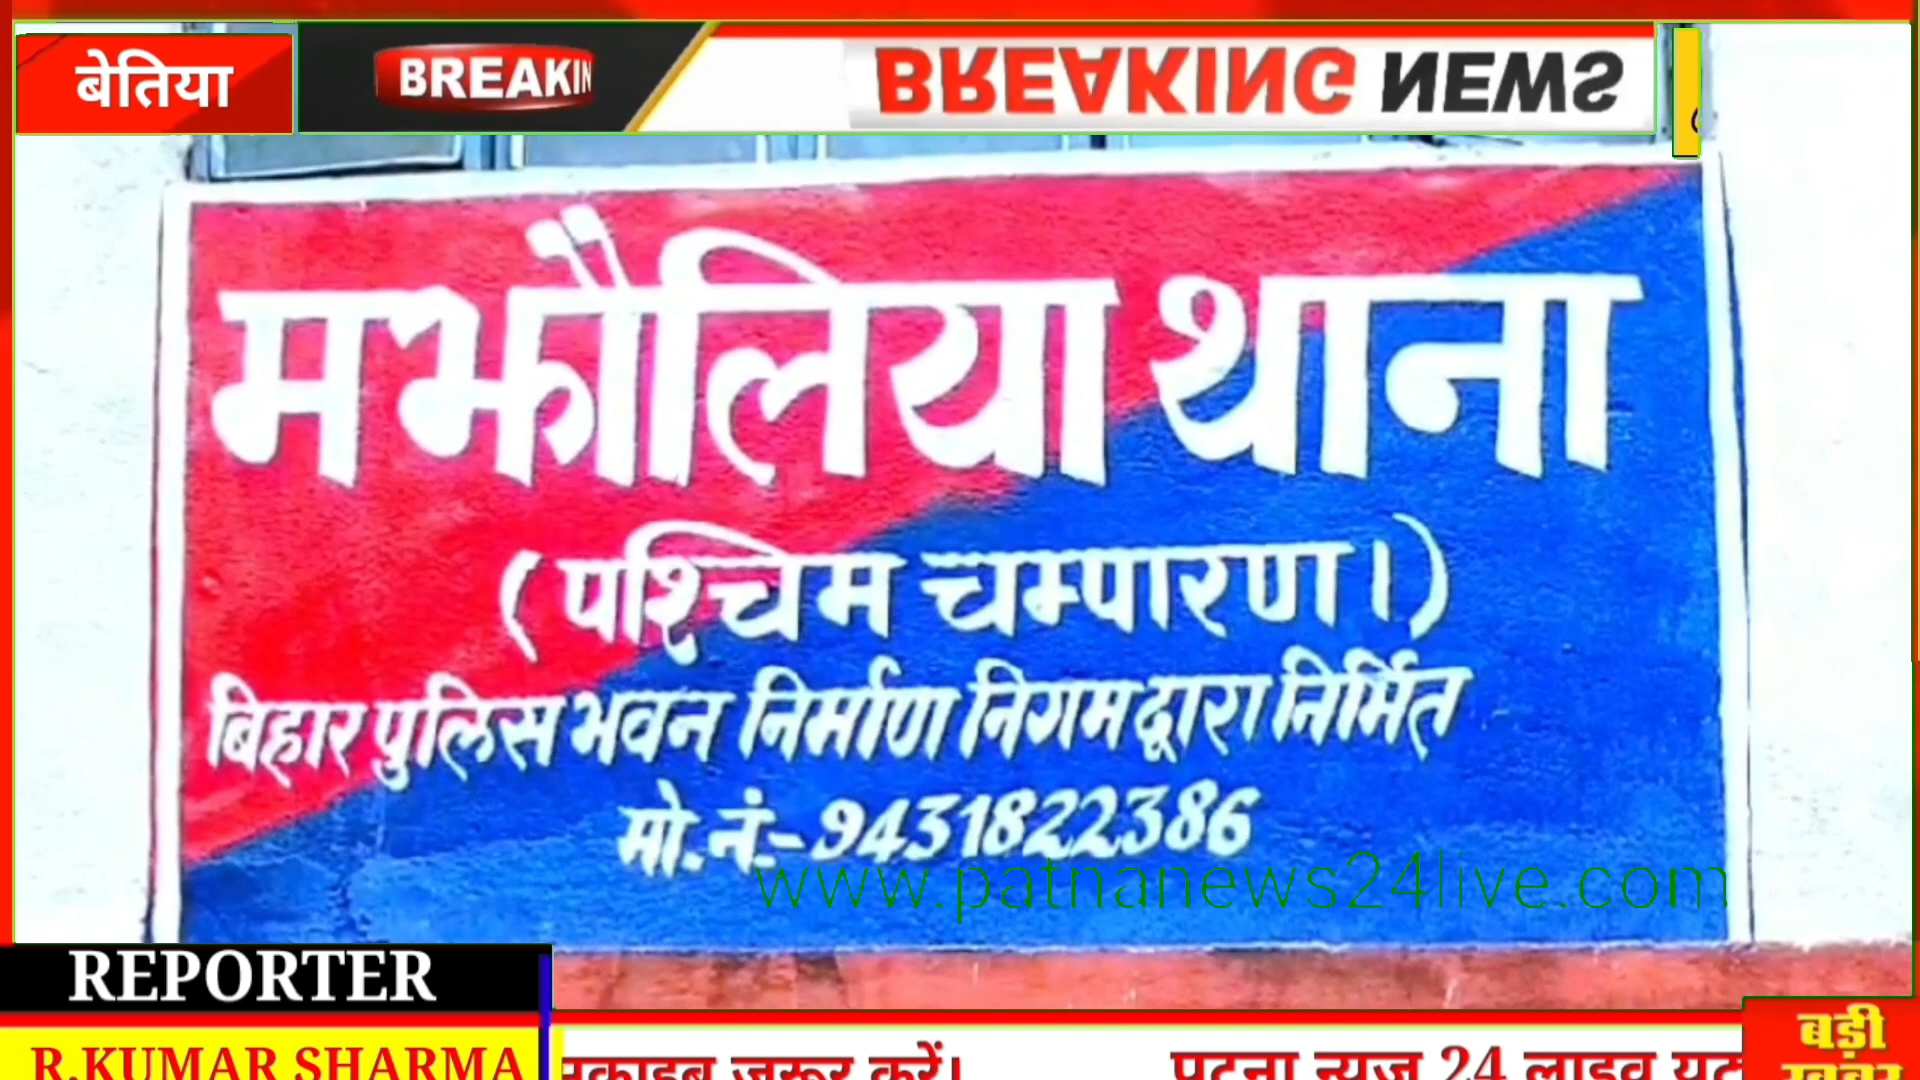 बेतिया
BREAKIN
BREAKING NEWS
मझौलिया थाना
(पश्चिम चम्पारण।)
बिहार पुलिस भवन निर्माण निगम द्वारा निर्मित
मो.नं.-9431822386
www.patnanews24live.com
REPORTER
R.KUMAR SHARMA
जरूर करें।
पटना न्यूज 24 लाइव
बड़ी
खबर